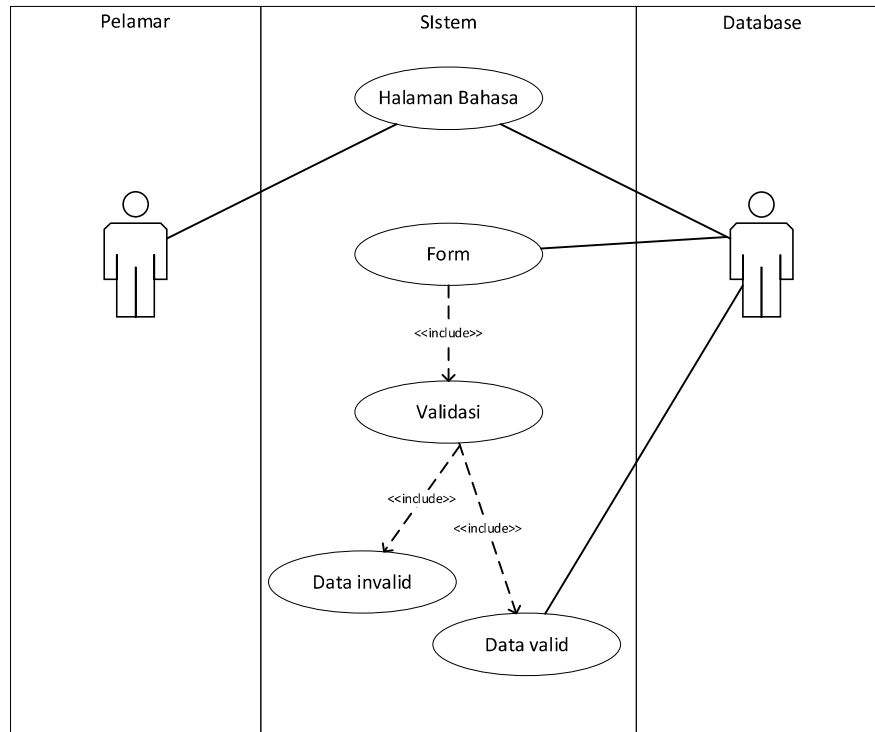 Pelamar
SIstem
Database
Halaman Bahasa
Form
<<include>>
Validasi
<<include>>
<<include>>
Data invalid
Data valid